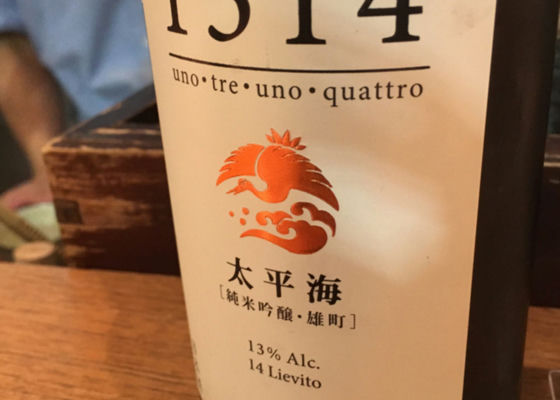 1314
uno・tre・uno・quattro
太平海
[純米吟醸・雄町]
13% Alc.
14 Lievito